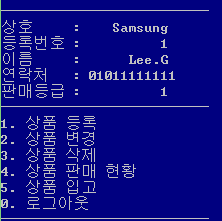 상호 : Samsung
등록번호 : 1
이름 : Lee.G
연락처 : 01011111111
판매등급 : 1
1. 상품 등록
2. 상품 변경
3. 상품 삭제
4. 상품 판매 현황
5. 상품 입고
0. 로그아웃